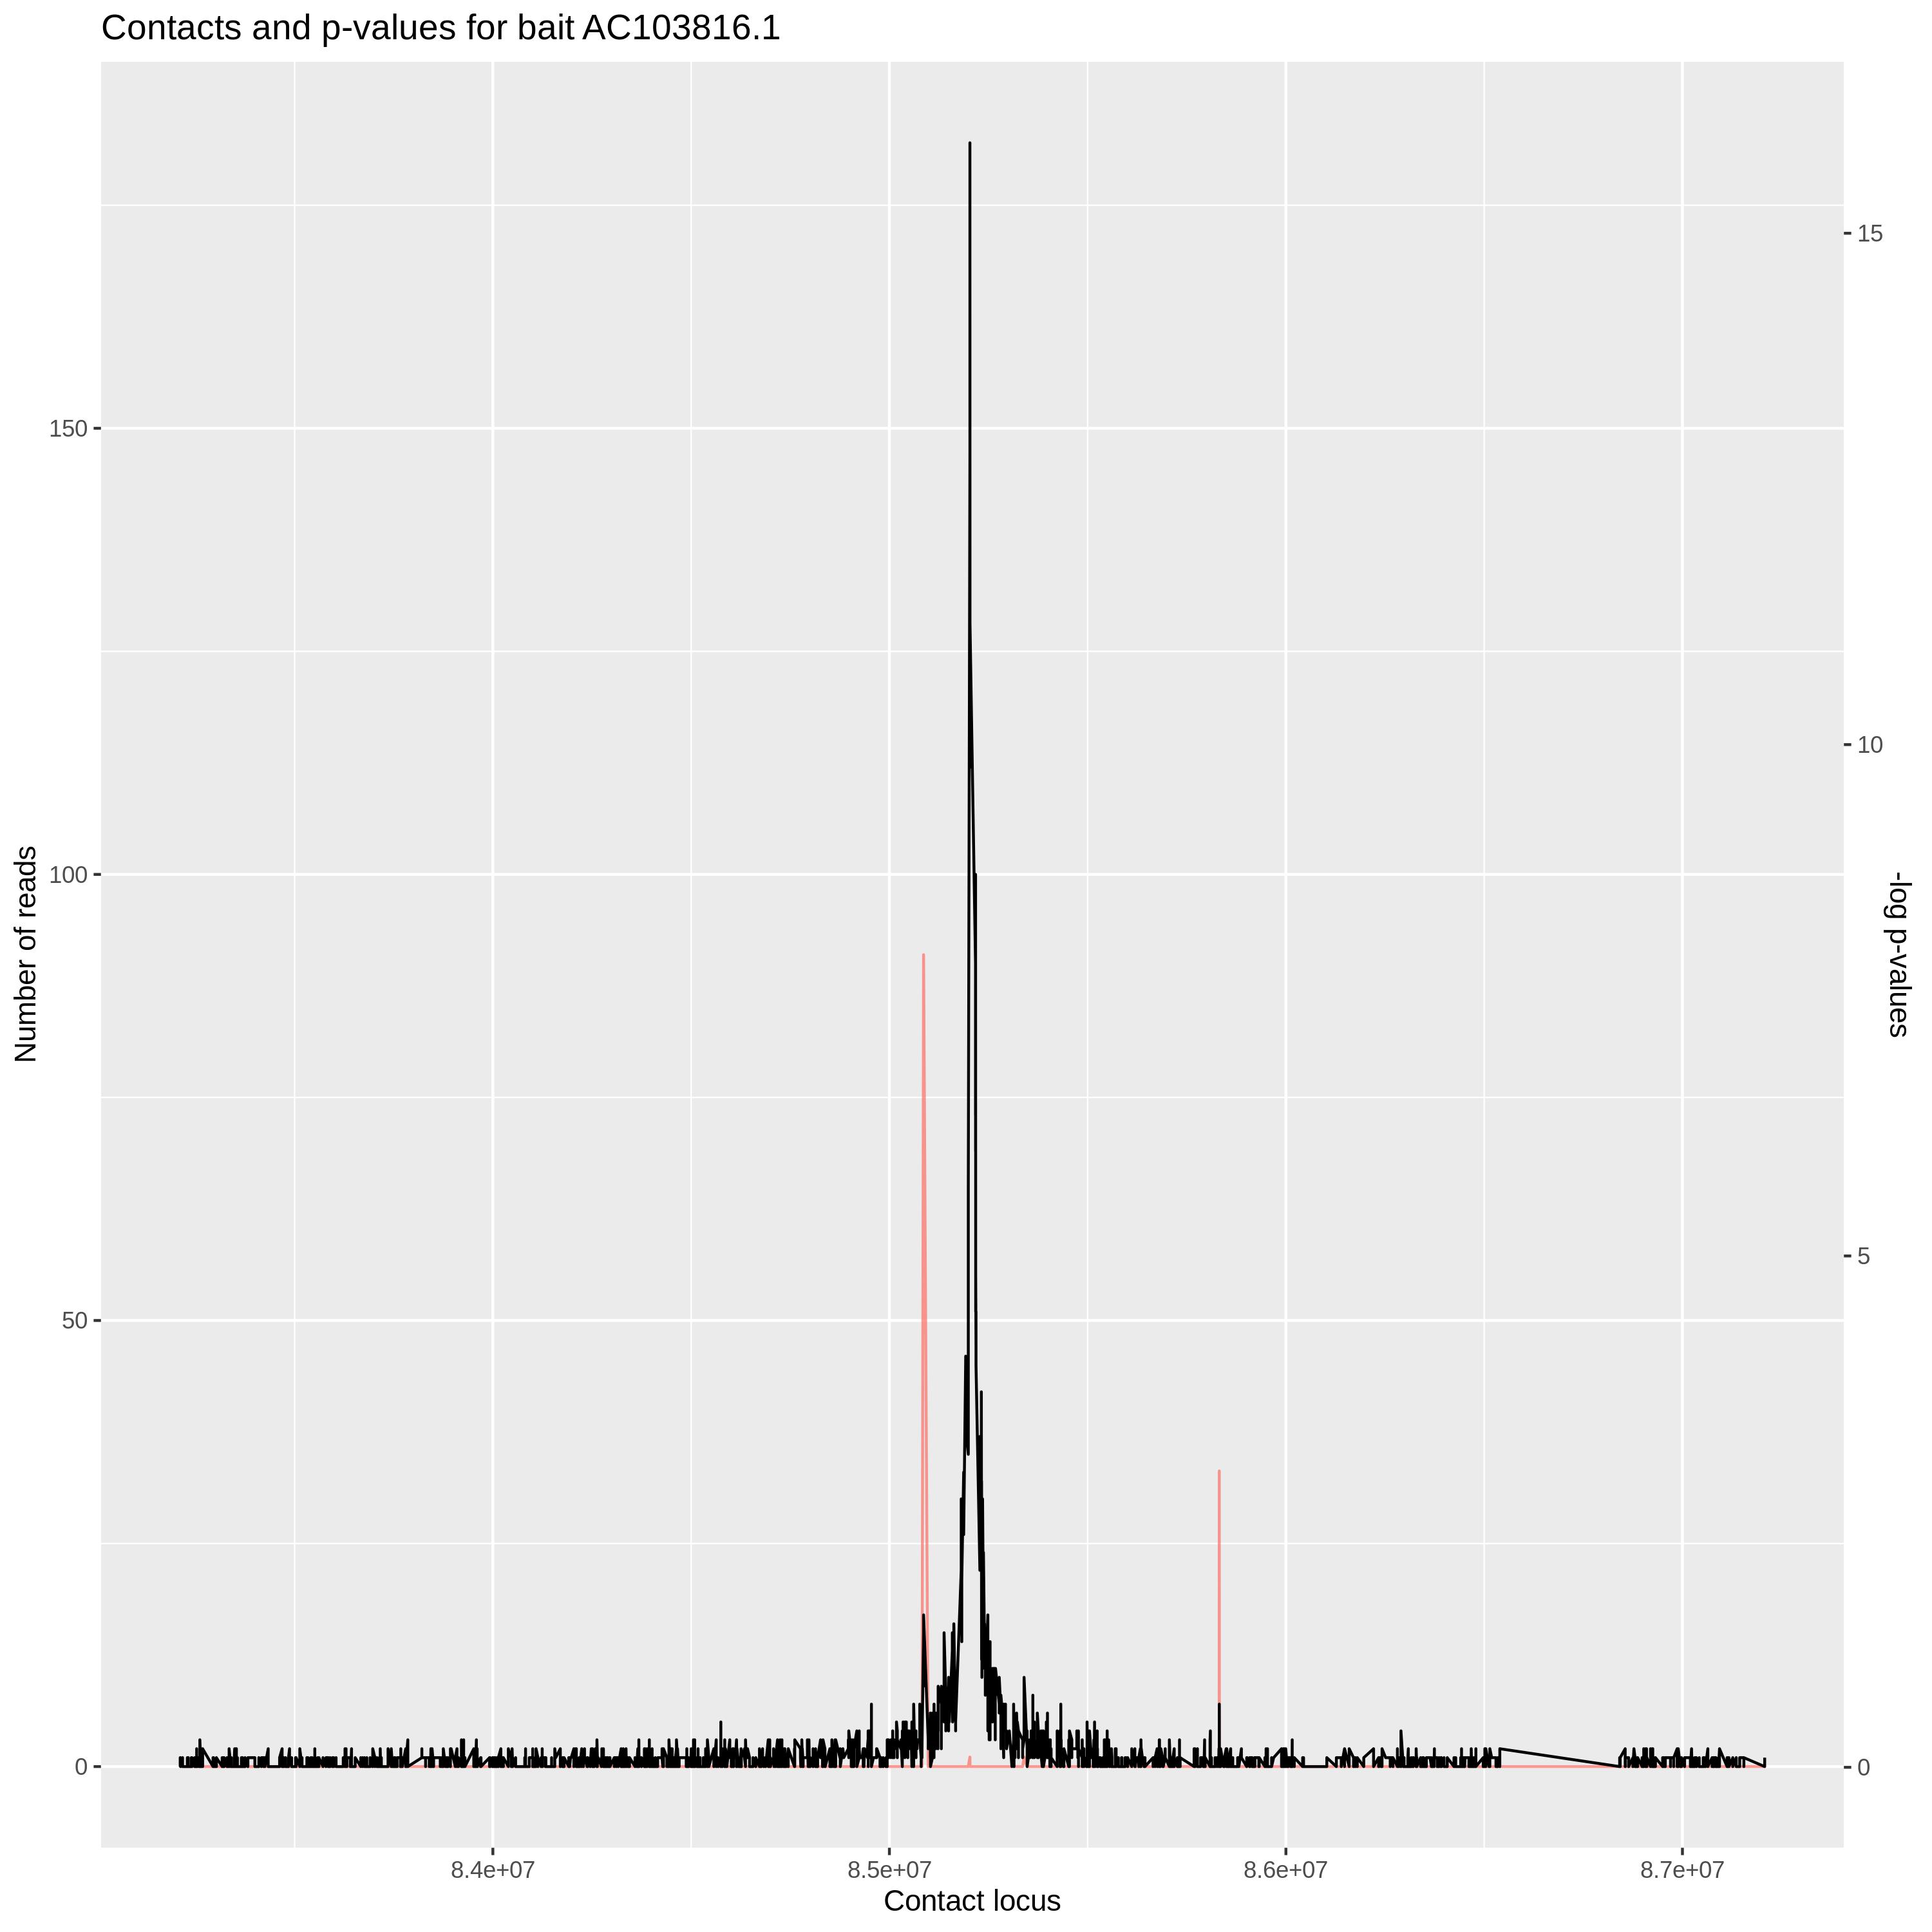 Contacts and p-values for bait AC103816.1
15
150
10
100
Number of reads
-log p-values
5
50
0
0
8.4e+07
8.5e+07
8.6e+07
8.7e+07
Contact locus